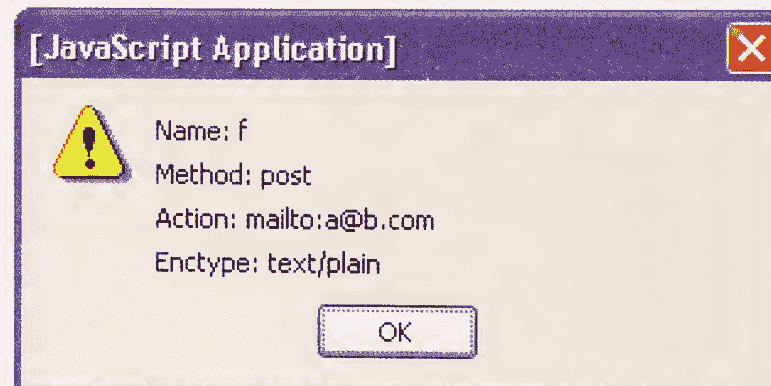 [JavaScript Application]
Name: f
Method: post
Action: mailto:a@b.com
Enctype: text/plain
OK